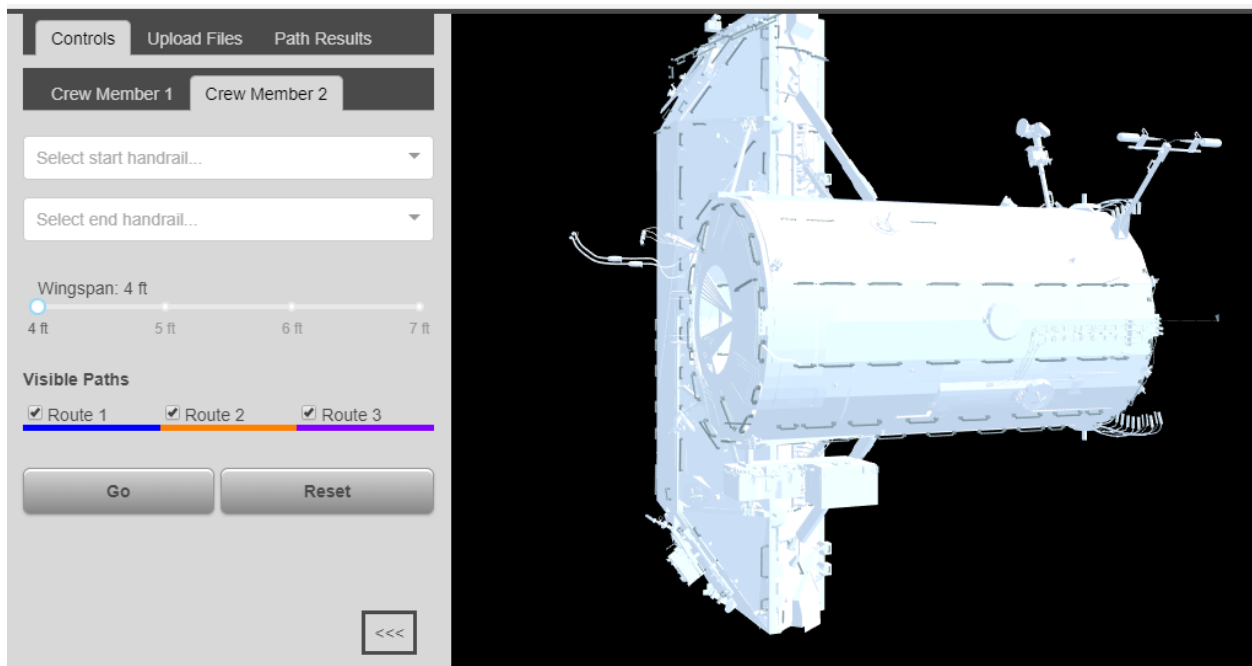 Controls Upload Files Path Results
Crew Member 1 Crew Member 2
Select start handrail...
Select end handrail...
Wingspan: 4 ft
4 ft 5 ft 6 ft 7 ft
Visible Paths
Route 1 Route 2 Route 3
Go Reset
<<<